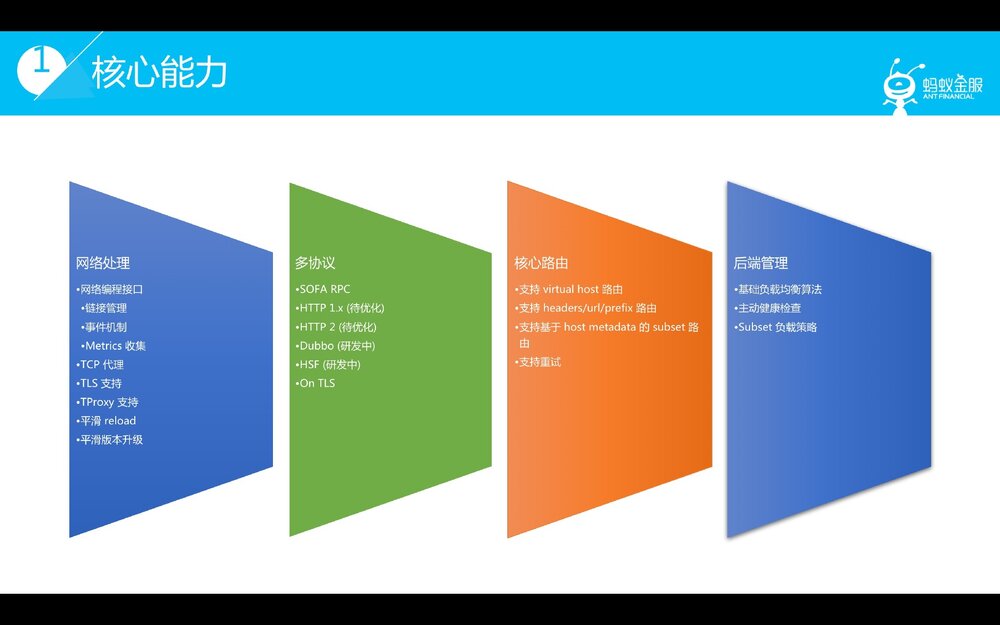 1
核心能力
蚂蚁金服
ANT FINANCIAL
网络处理
•网络编程接口
•链接管理
•事件机制
•Metrics 收集
•TCP 代理
•TLS 支持
•TProxy 支持
•平滑 reload
•平滑版本升级
多协议
•SOFA RPC
•HTTP 1.x (待优化)
•HTTP 2 (待优化)
•Dubbo (研发中)
•HSF (研发中)
•On TLS
核心路由
•支持 virtual host 路由
•支持 headers/url/prefix 路由
•支持基于 host metadata 的 subset 路
由
•支持重试
后端管理
•基础负载均衡算法
•主动健康检查
•Subset 负载策略